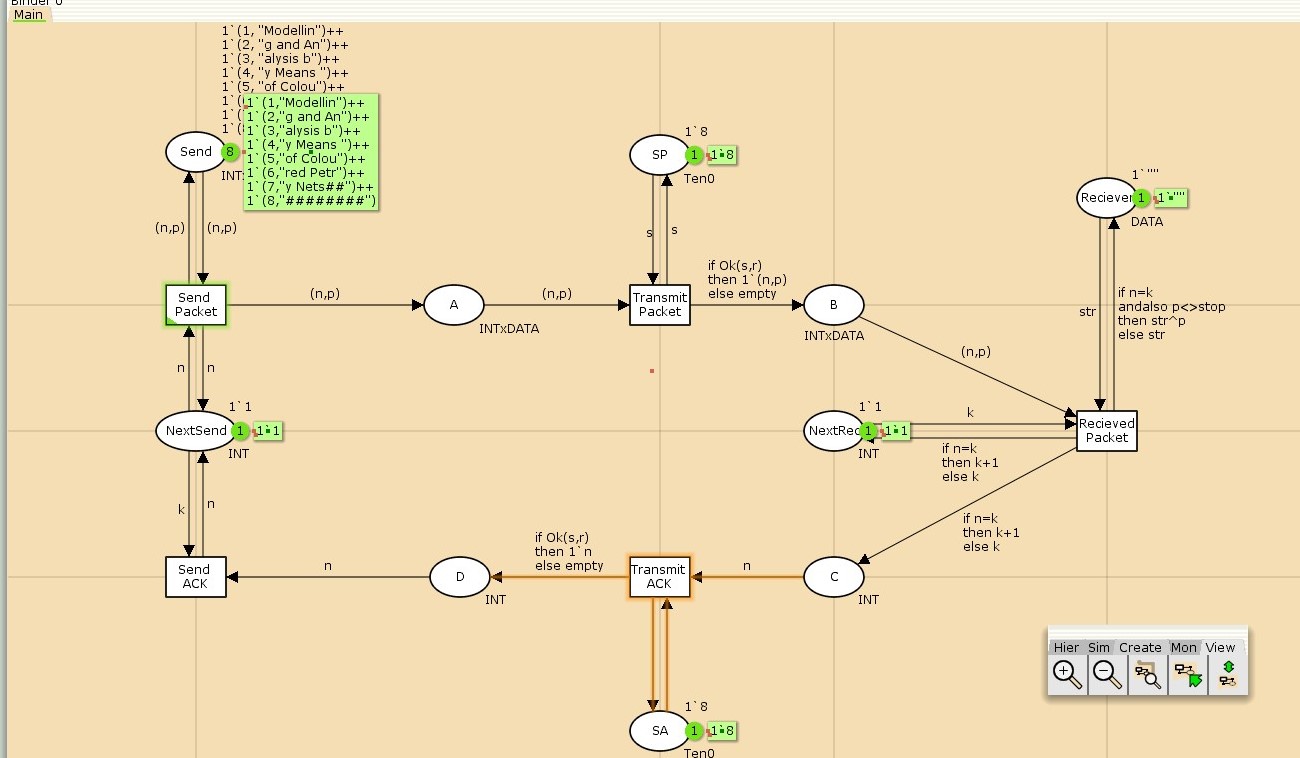 Binder 0
Main
1`(1, "Modellin")++
1`(2, "g and An")++
1`(3, "alysis b")++
1`(4, "y Means ")++
1`(5, "of Colou")++
1`(
1`(
1`(
1`(1,"Modellin")++
1`(2,"g and An")++
1`(3,"alysis b")++
1`(4,"y Means ")++
1`(5,"of Colou")++
1`(6,"red Petr")++
1`(7,"y Nets##")++
1`(8,"########")
Send
8
INTx
1`8
SP
1
1`8
Ten0
1`""
Reciever
1
1`""
DATA
(n,p)
(n,p)
s
s
if Ok(s,r)
then 1`(n,p)
else empty
Send
Packet
(n,p)
A
INTxDATA
(n,p)
Transmit
Packet
B
INTxDATA
str
if n=k
andalso p<>stop
then str^p
else str
n
n
(n,p)
1`1
NextSend
1
1`1
INT
1`1
NextRec
1
1`1
INT
k
Recieved
Packet
if n=k
then k+1
else k
k
n
if n=k
then k+1
else k
if Ok(s,r)
then 1`n
else empty
Send
ACK
n
D
INT
Transmit
ACK
n
C
INT
Hier Sim Create Mon View
1`8
SA
1
1`8
Ten0